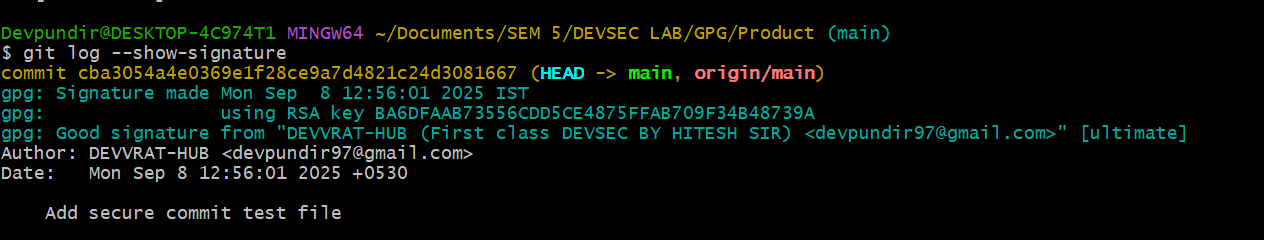 Devpundir@DESKTOP-4C974T1 MINGW64 ~/Documents/SEM 5/DEVSEC LAB/GPG/Product (main)
$ git log --show-signature
commit cba3054a4e0369e1f28ce9a7d4821c24d3081667 (HEAD -> main, origin/main)
gpg: Signature made Mon Sep  8 12:56:01 2025 IST
gpg:                using RSA key BA6DFAAB73556CDD5CE4875FFAB709F34B48739A
gpg: Good signature from "DEVVRAT-HUB (First class DEVSEC BY HITESH SIR) <devpundir97@gmail.com>" [ultimate]
Author: DEVVRAT-HUB <devpundir97@gmail.com>
Date:   Mon Sep 8 12:56:01 2025 +0530
    Add secure commit test file